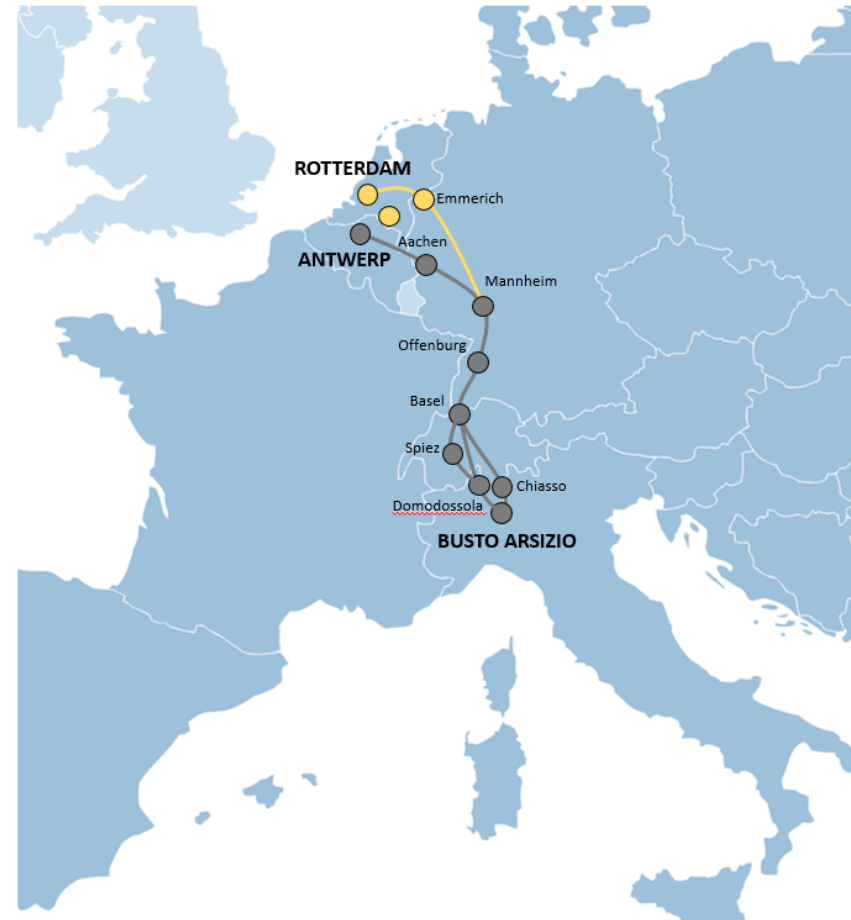 ROTTERDAM
Emmerich
Aachen
ANTWERP
Mannheim
Offenburg
Basel
Spiez
Chiasso
Domodossola
BUSTO ARSIZIO